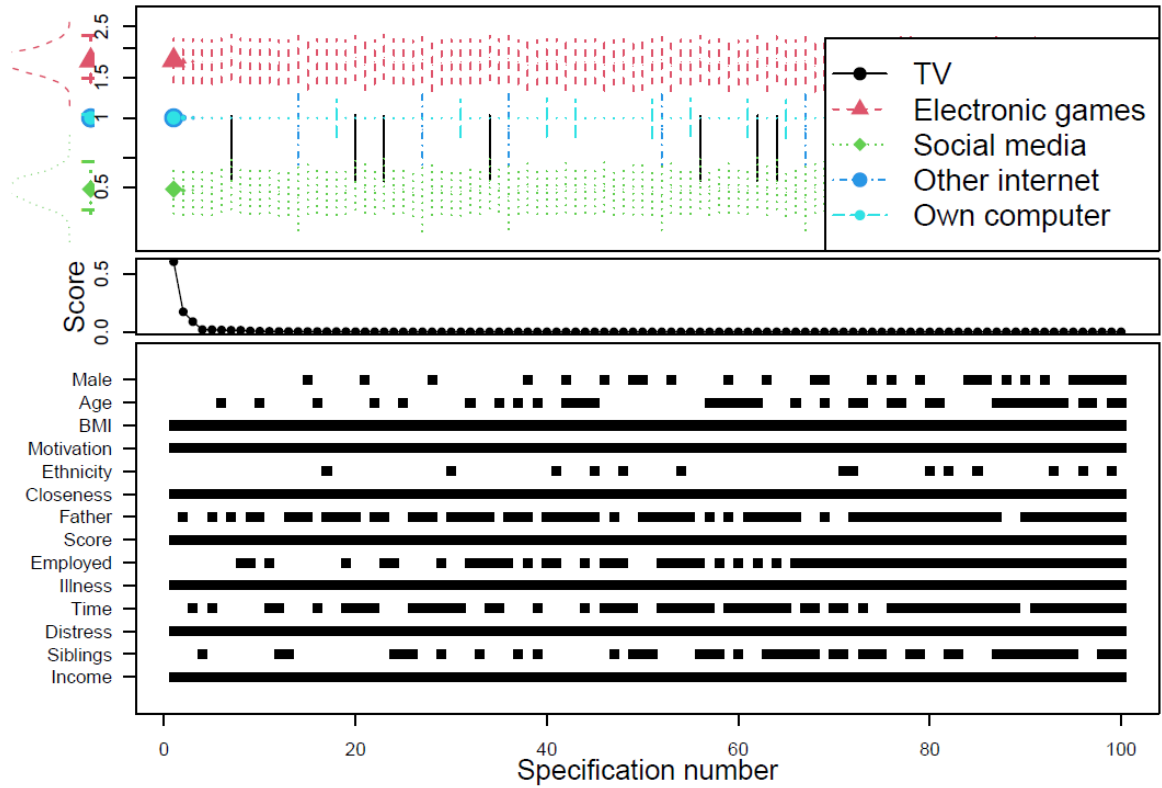 2.5
1.5
1
0.5
TV
Electronic games
Social media
Other internet
Own computer
Score
0.5
0.0
Male
Age
BMI
Motivation
Ethnicity
Closeness
Father
Score
Employed
Illness
Time
Distress
Siblings
Income
0 20 40 60 80 100
Specification number